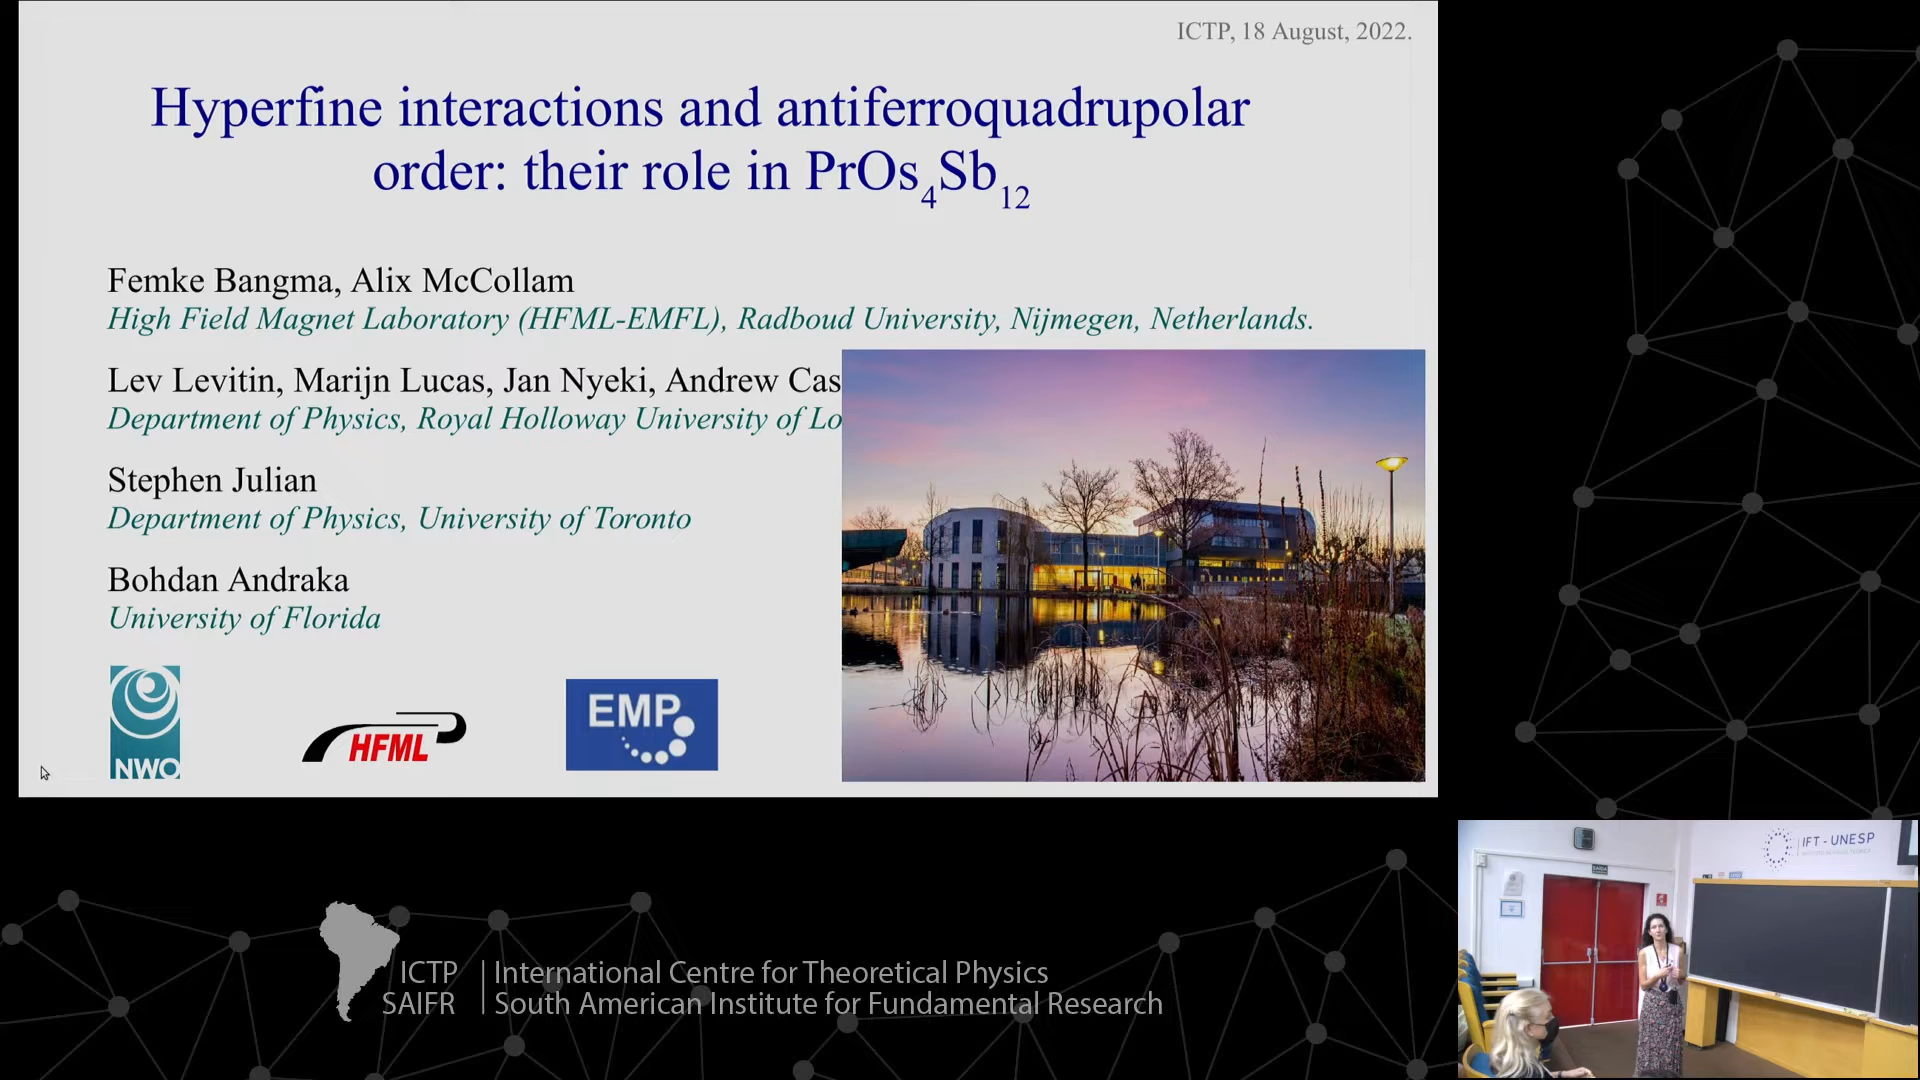 ICTP, 18 August, 2022.
Hyperfine interactions and antiferroquadrupolar
order: their role in PrOs₄Sb₁₂
Femke Bangma, Alix McCollam
High Field Magnet Laboratory (HFML-EMFL), Radboud University, Nijmegen, Netherlands.
Lev Levitin, Marijn Lucas, Jan Nyeki, Andrew Cas
Department of Physics, Royal Holloway University of Lo
Stephen Julian
Department of Physics, University of Toronto
Bohdan Andraka
University of Florida
NWO
HFML
EMP
IFT - UNESP
ICTP
SAIFR
International Centre for Theoretical Physics
South American Institute for Fundamental Research